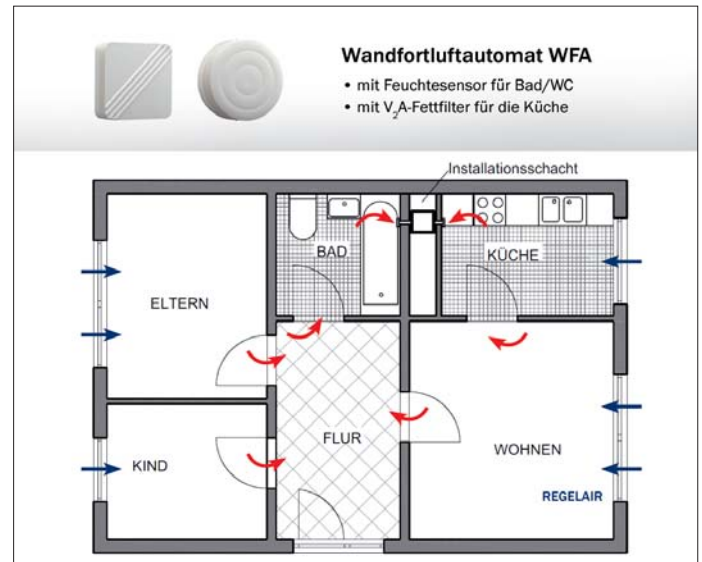 Wandfortluftautomat WFA
• mit Feuchtesensor für Bad/WC
• mit V₂A-Fettfilter für die Küche
Installationsschacht
BAD
KÜCHE
ELTERN
FLUR
WOHNEN
KIND
REGELAIR